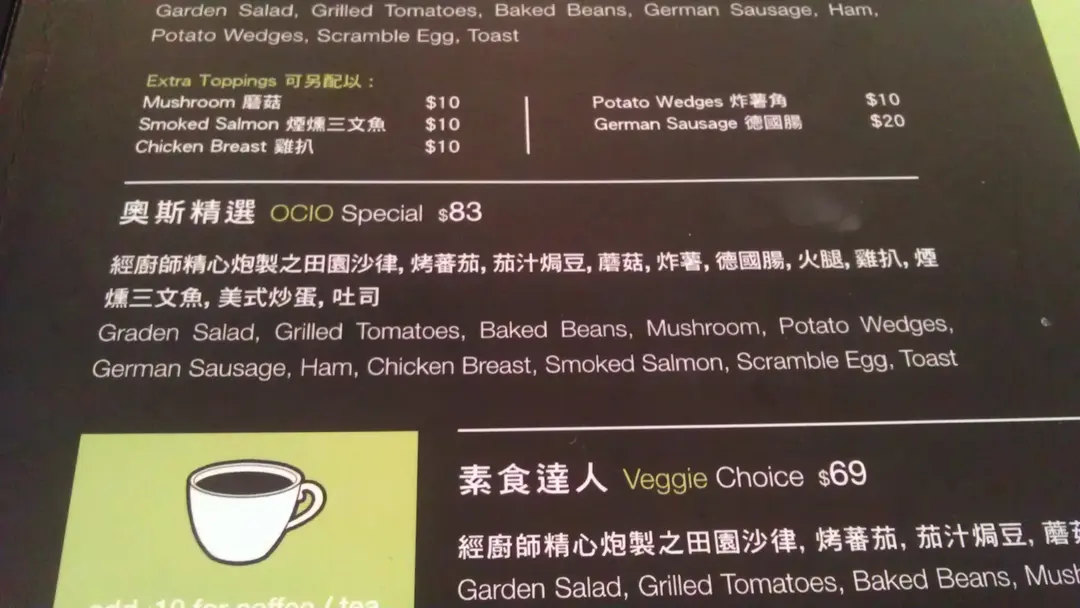 Garden Salad, Grilled Tomatoes, Baked Beans, German Sausage, Ham,
Potato Wedges, Scramble Egg, Toast
Extra Toppings 可另配以：
Mushroom 磨菇 $10
Smoked Salmon 煙燻三文魚 $10
Chicken Breast 雞扒 $10
Potato Wedges 炸薯角 $10
German Sausage 德國腸 $20
奧斯精選 OCIO Special $83
經廚師精心炮製之田園沙律, 烤蕃茄, 茄汁焗豆, 蘑菇, 炸薯, 德國腸, 火腿, 雞扒, 煙
燻三文魚, 美式炒蛋, 吐司
Graden Salad, Grilled Tomatoes, Baked Beans, Mushroom, Potato Wedges,
German Sausage, Ham, Chicken Breast, Smoked Salmon, Scramble Egg, Toast
素食達人 Veggie Choice $69
經廚師精心炮製之田園沙律, 烤蕃茄, 茄汁焗豆, 蘑
Garden Salad, Grilled Tomatoes, Baked Beans, Mush
add +10 for coffee / tea